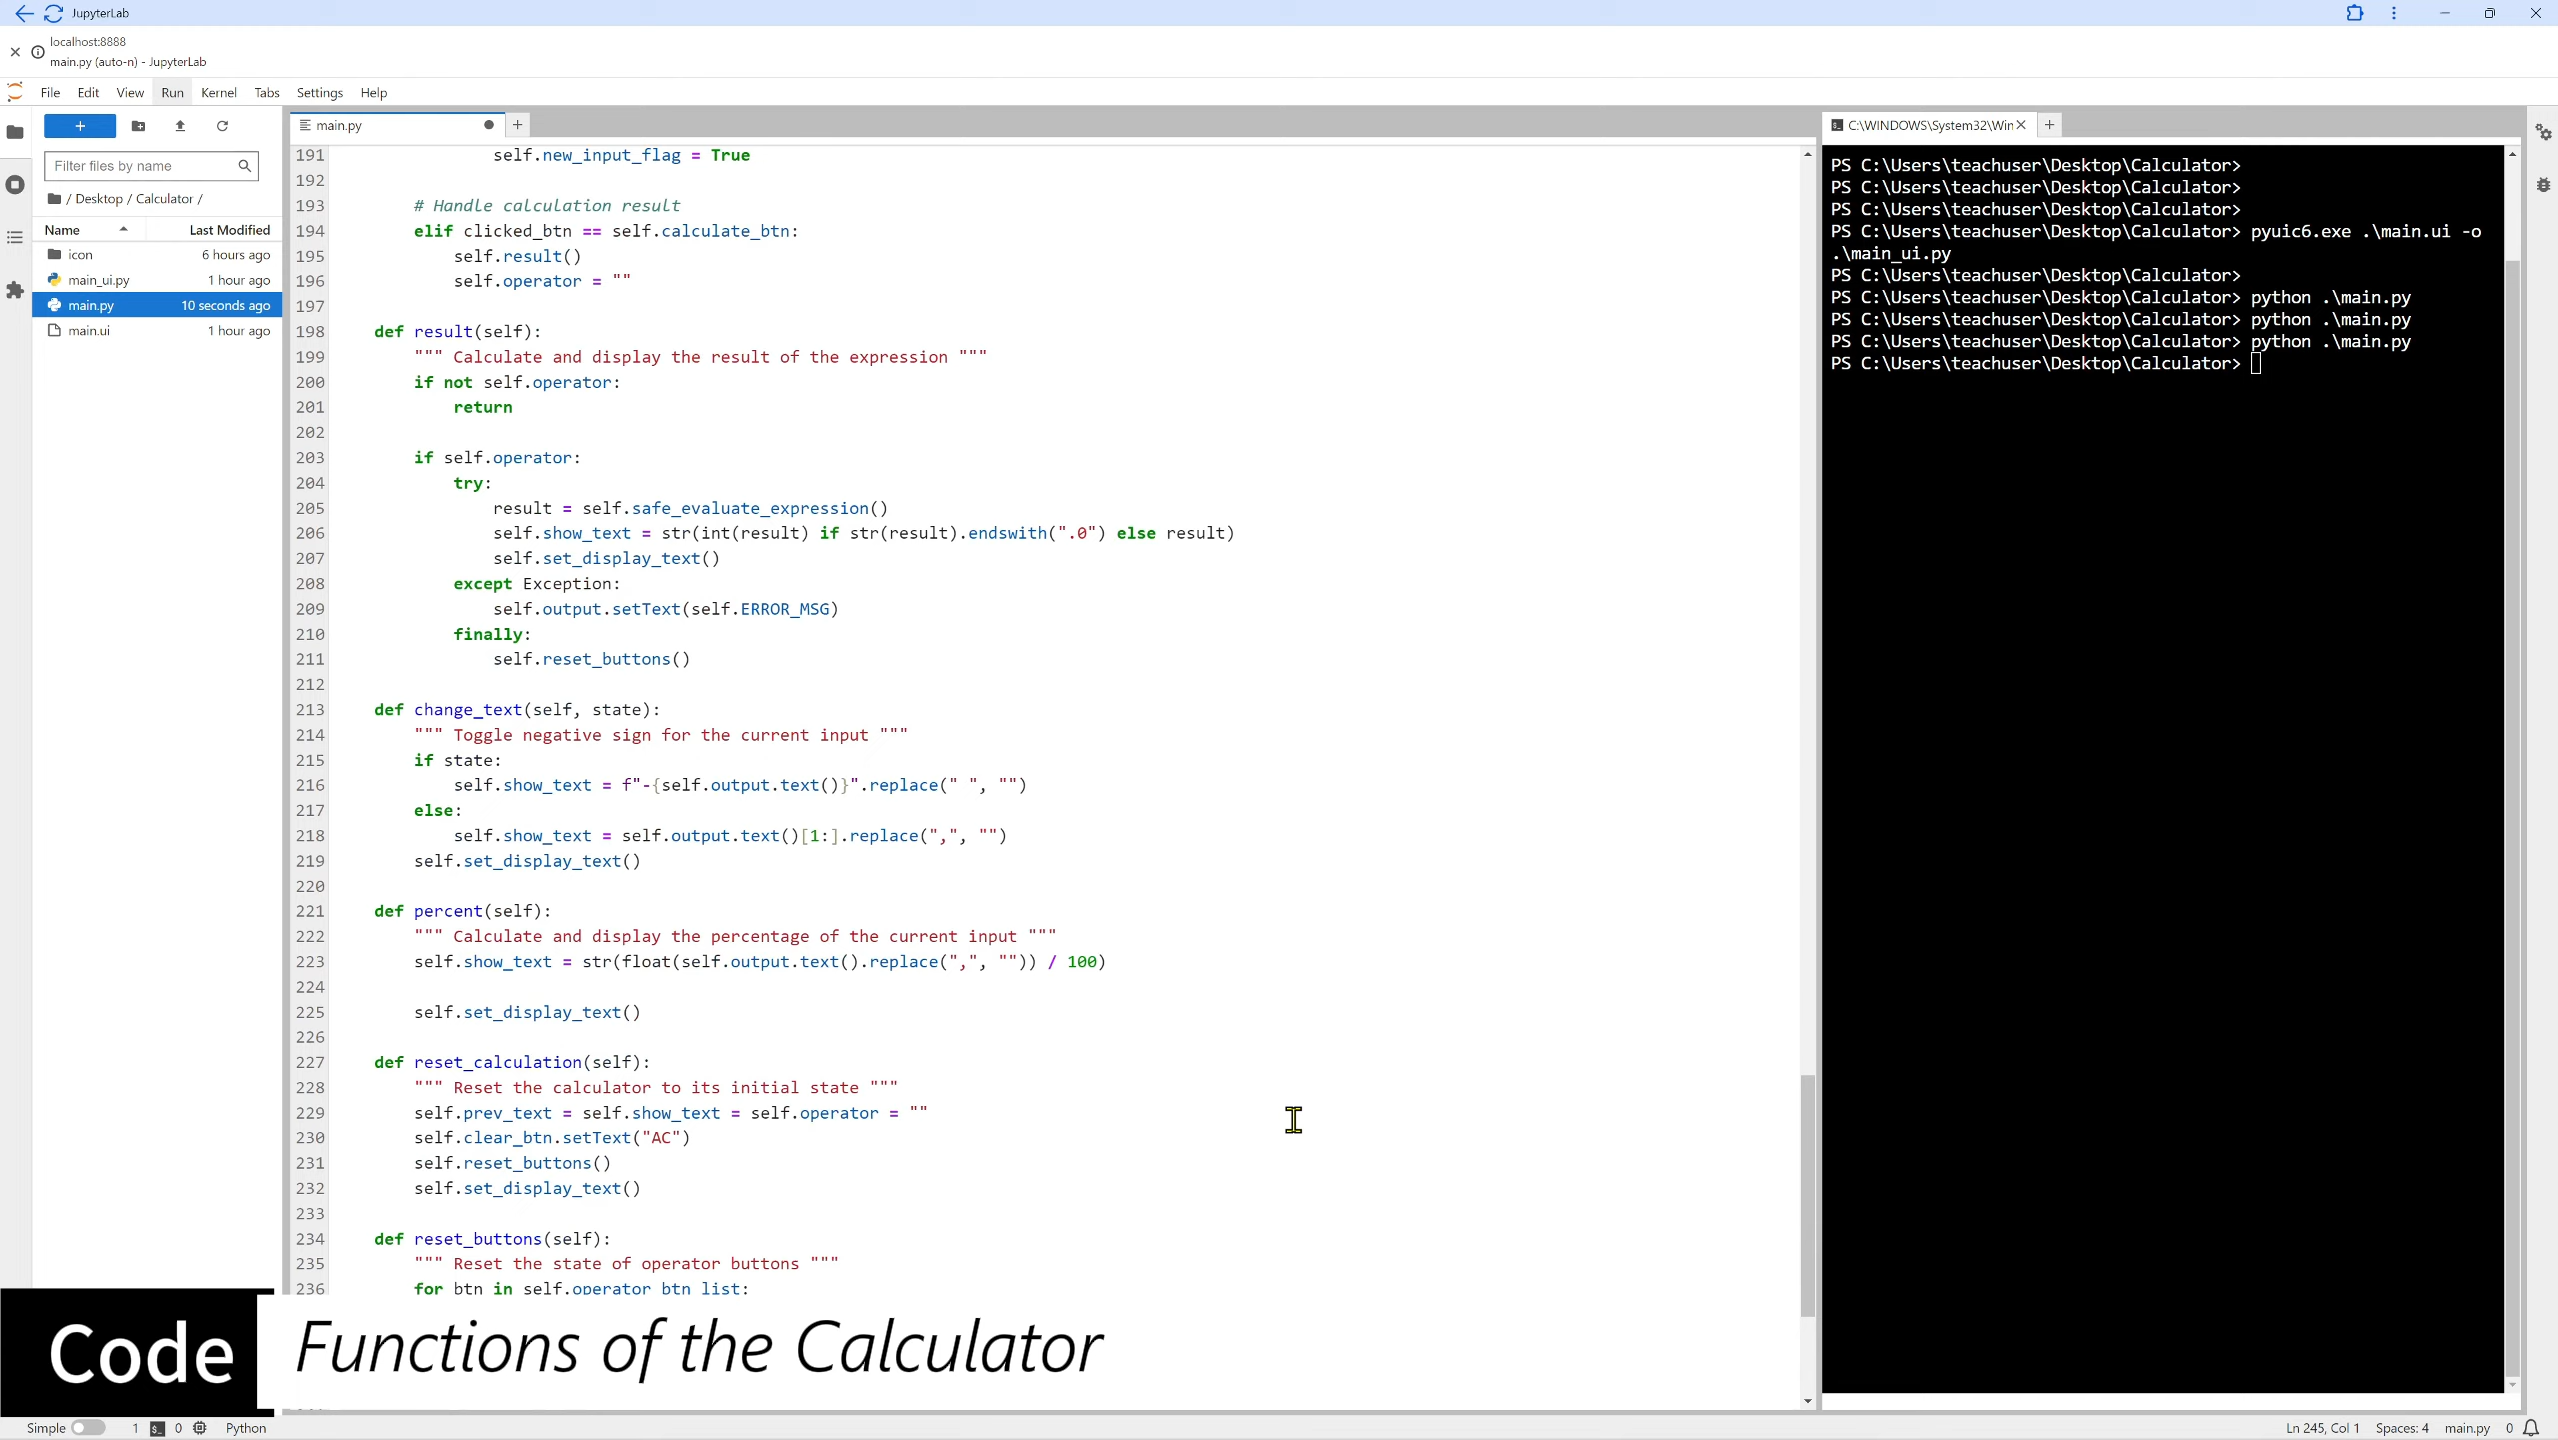 JupyterLab
localhost:8888
main.py (auto-n) - JupyterLab
File Edit View Run Kernel Tabs Settings Help
+
Filter files by name
/ Desktop / Calculator /
Name Last Modified
icon 6 hours ago
main_ui.py 1 hour ago
main.py 10 seconds ago
main.ui 1 hour ago
main.py
191 self.new_input_flag = True
192
193 # Handle calculation result
194 elif clicked_btn == self.calculate_btn:
195 self.result()
196 self.operator = ""
197
198 def result(self):
199 """ Calculate and display the result of the expression """
200 if not self.operator:
201 return
202
203 if self.operator:
204 try:
205 result = self.safe_evaluate_expression()
206 self.show_text = str(int(result) if str(result).endswith(".0") else result)
207 self.set_display_text()
208 except Exception:
209 self.output.setText(self.ERROR_MSG)
210 finally:
211 self.reset_buttons()
212
213 def change_text(self, state):
214 """ Toggle negative sign for the current input """
215 if state:
216 self.show_text = f"-{self.output.text()}".replace(" ", "")
217 else:
218 self.show_text = self.output.text()[1:].replace(",", "")
219 self.set_display_text()
220
221 def percent(self):
222 """ Calculate and display the percentage of the current input """
223 self.show_text = str(float(self.output.text().replace(",", "")) / 100)
224
225 self.set_display_text()
226
227 def reset_calculation(self):
228 """ Reset the calculator to its initial state """
229 self.prev_text = self.show_text = self.operator = ""
230 self.clear_btn.setText("AC")
231 self.reset_buttons()
232 self.set_display_text()
233
234 def reset_buttons(self):
235 """ Reset the state of operator buttons """
236 for btn in self.operator_btn_list:
C:\WINDOWS\System32\Win
PS C:\Users\teachuser\Desktop\Calculator>
PS C:\Users\teachuser\Desktop\Calculator>
PS C:\Users\teachuser\Desktop\Calculator>
PS C:\Users\teachuser\Desktop\Calculator> pyuic6.exe .\main.ui -o
.\main_ui.py
PS C:\Users\teachuser\Desktop\Calculator>
PS C:\Users\teachuser\Desktop\Calculator> python .\main.py
PS C:\Users\teachuser\Desktop\Calculator> python .\main.py
PS C:\Users\teachuser\Desktop\Calculator> python .\main.py
PS C:\Users\teachuser\Desktop\Calculator>
Code Functions of the Calculator
Simple 1 0 Python Ln 245, Col 1 Spaces: 4 main.py 0